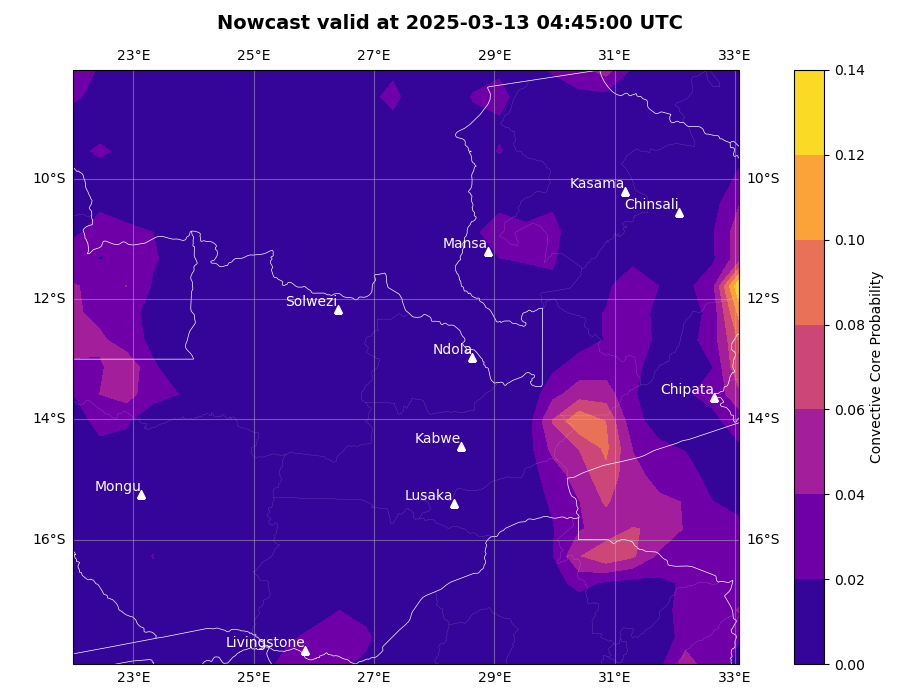 Nowcast valid at 2025-03-13 04:45:00 UTC
23°E 25°E 27°E 29°E 31°E 33°E
0.14
0.12
10°S 10°S
Kasama
Chinsali
0.10
Mansa
12°S 12°S
Solwezi
0.08
Ndola
Chipata
0.06
14°S 14°S
Kabwe
Mongu
Lusaka
0.04
16°S 16°S
0.02
Livingstone
0.00
23°E 25°E 27°E 29°E 31°E 33°E
Convective Core Probability